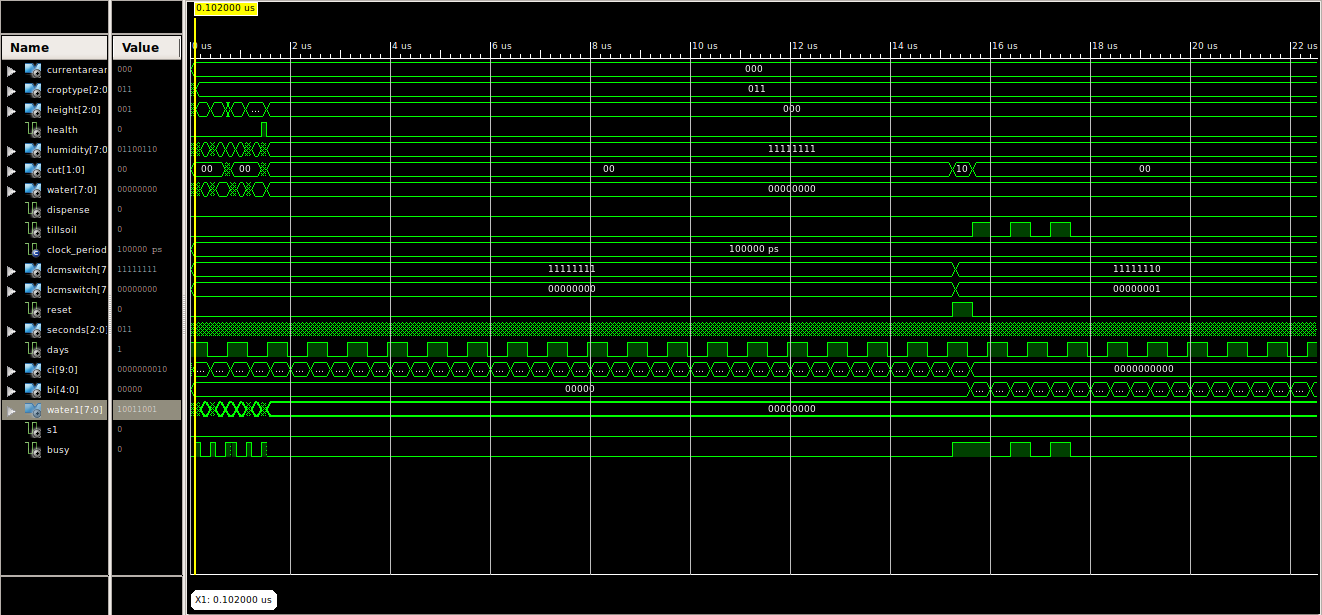 0.102000 us
Name Value 0 us 2 us 4 us 6 us 8 us 10 us 12 us 14 us 16 us 18 us 20 us 22 us
currentarea 000 000
croptype[2:0 011 011
height[2:0] 001 ... 000
health 0
humidity[7:0 01100110 11111111
cut[1:0] 00 00 00 00 10 00
water[7:0] 00000000 00000000
dispense 0
tillsoil 0
clock_period 100000 ps 100000 ps
dcmswitch[7 11111111 11111111 11111110
bcmswitch[7 00000000 00000000 00000001
reset 0
seconds[2:0] 011
days 1
ci[9:0] 0000000010 ... ... ... ... ... ... ... ... ... ... ... ... ... ... ... ... ... ... ... ... 0000000000
bi[4:0] 00000 00000 ... ... ... ... ... ... ... ... ...
water1[7:0] 10011001 00000000
s1 0
busy 0
X1: 0.102000 us